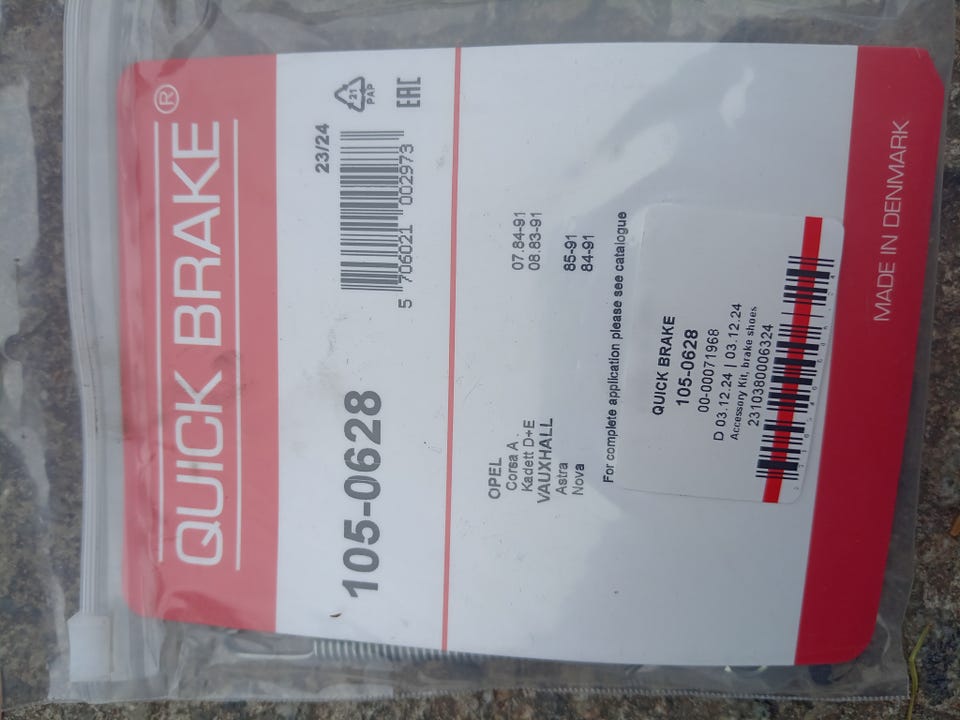 QUICK BRAKE®
105-0628
23/24
5 706021 002973
21
PAP
EAC
OPEL
Corsa A 07.84-91
Kadett D+E 08.83-91
VAUXHALL
Astra 85-91
Nova 84-91
For complete application please see catalogue
QUICK BRAKE
105-0628
00-00071968
D 03.12.24 | 03.12.24
Accessory Kit, brake shoes
2310380006324
MADE IN DENMARK